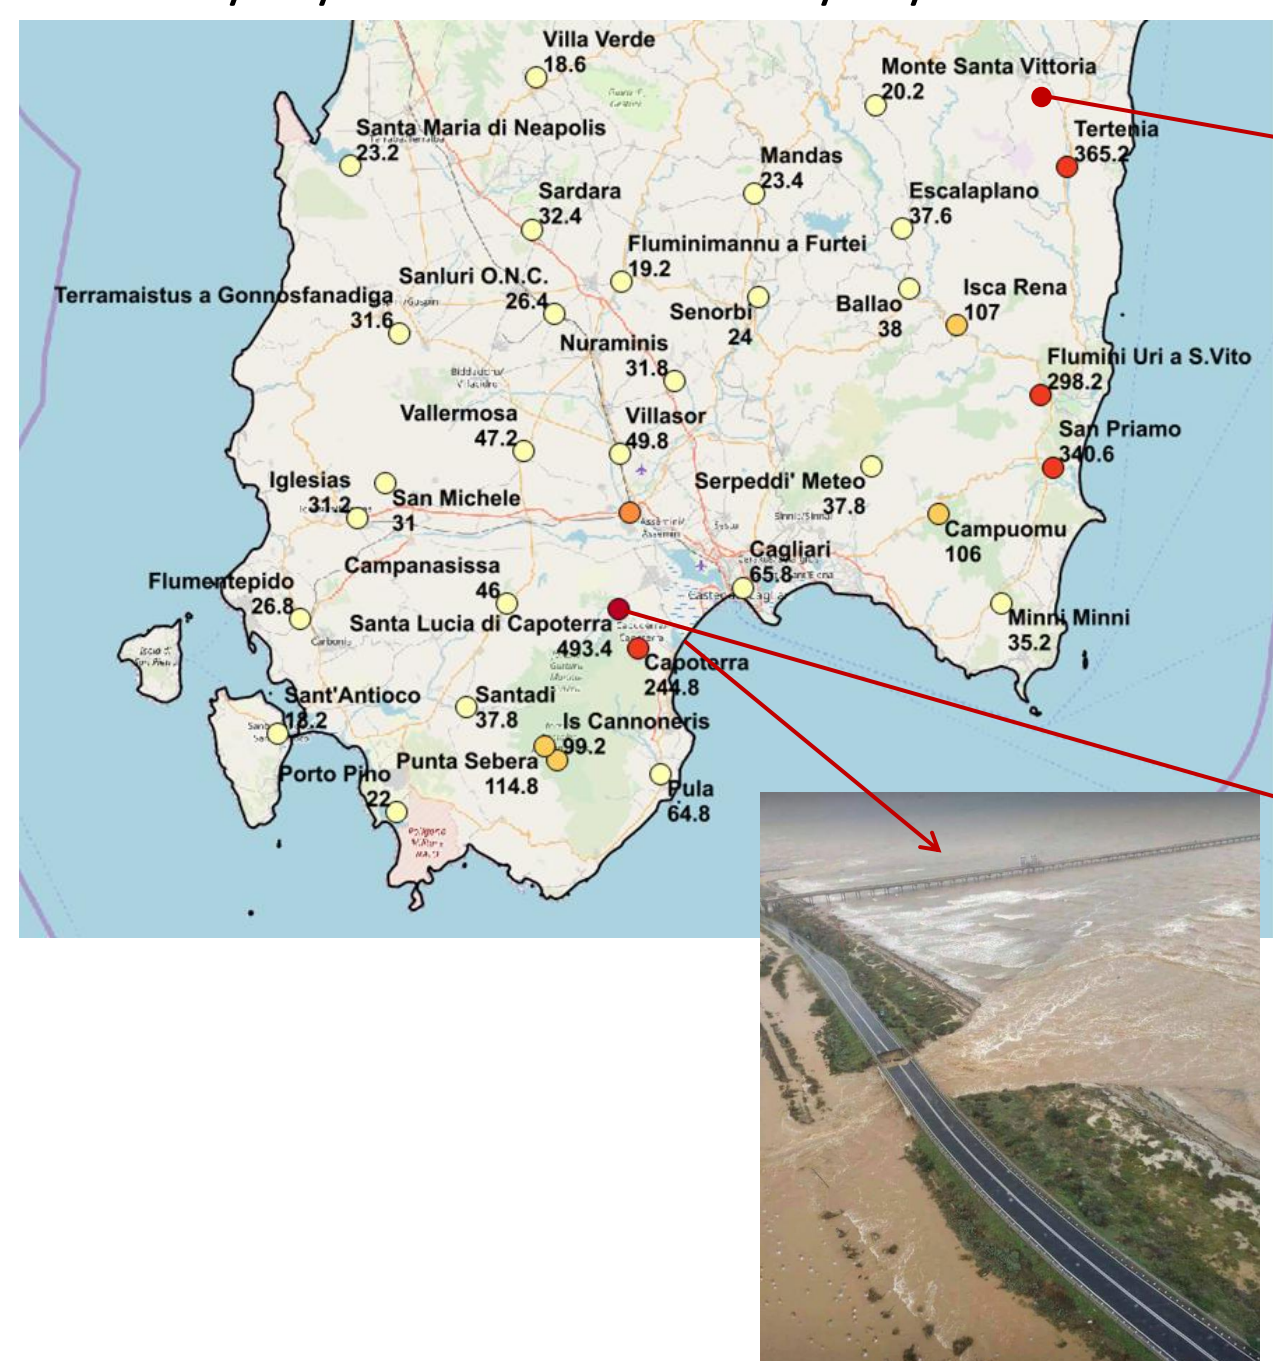 Villa Verde
18.6
Monte Santa Vittoria
20.2
Santa Maria di Neapolis
23.2
Tertenia
365.2
Mandas
23.4
Sardara
32.4
Escalaplano
37.6
Fluminimannu a Furtei
19.2
Sanluri O.N.C.
26.4
Terramaistus a Gonnosfanadiga
31.6
Senorbi
24
Ballao
38
Isca Rena
107
Nuraminis
31.8
Flumini Uri a S.Vito
298.2
Vallermosa
47.2
Villasor
49.8
San Priamo
340.6
Iglesias
31.2
San Michele
31
Serpeddi' Meteo
37.8
Campuomu
106
Assemini/
Assemini
Cagliari
65.8
Campanasissa
46
Flumentepido
26.8
Carbonia
Santa Lucia di Capoterra
493.4
Capoterra
244.8
Minni Minni
35.2
Sant'Antioco
18.2
Santadi
37.8
Is Cannoneris
99.2
Punta Sebera
114.8
Porto Pino
22
Pula
64.8